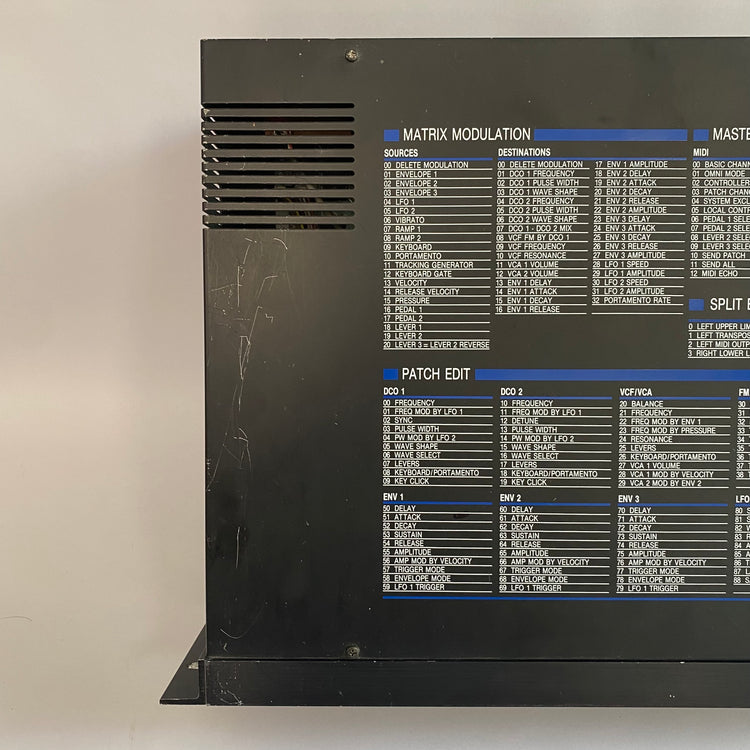 MATRIX MODULATION
SOURCES
00 DELETE MODULATION
01 ENVELOPE 1
02 ENVELOPE 2
03 ENVELOPE 3
04 LFO 1
05 LFO 2
06 VIBRATO
07 RAMP 1
08 RAMP 2
09 KEYBOARD
10 PORTAMENTO
11 TRACKING GENERATOR
12 KEYBOARD GATE
13 VELOCITY
14 RELEASE VELOCITY
15 PRESSURE
16 PEDAL 1
17 PEDAL 2
18 LEVER 1
19 LEVER 2
20 LEVER 3 = LEVER 2 REVERSE
DESTINATIONS
00 DELETE MODULATION
01 DCO 1 FREQUENCY
02 DCO 1 PULSE WIDTH
03 DCO 1 WAVE SHAPE
04 DCO 2 FREQUENCY
05 DCO 2 PULSE WIDTH
06 DCO 2 WAVE SHAPE
07 DCO 1 - DCO 2 MIX
08 VCF FM BY DCO 1
09 VCF FREQUENCY
10 VCF RESONANCE
11 VCA 1 VOLUME
12 VCA 2 VOLUME
13 ENV 1 DELAY
14 ENV 1 ATTACK
15 ENV 1 DECAY
16 ENV 1 RELEASE
17 ENV 1 AMPLITUDE
18 ENV 2 DELAY
19 ENV 2 ATTACK
20 ENV 2 DECAY
21 ENV 2 RELEASE
22 ENV 2 AMPLITUDE
23 ENV 3 DELAY
24 ENV 3 ATTACK
25 ENV 3 DECAY
26 ENV 3 RELEASE
27 ENV 3 AMPLITUDE
28 LFO 1 SPEED
29 LFO 1 AMPLITUDE
30 LFO 2 SPEED
31 LFO 2 AMPLITUDE
32 PORTAMENTO RATE
MASTE
MIDI
00 BASIC CHANN
01 OMNI MODE
02 CONTROLLER
03 PATCH CHAN
04 SYSTEM EXCL
05 LOCAL CONTR
06 PEDAL 1 SELE
07 PEDAL 2 SELE
08 LEVER 2 SELE
09 LEVER 3 SELE
10 SEND PATCH
11 SEND ALL
12 MIDI ECHO
SPLIT E
0 LEFT UPPER LIM
1 LEFT TRANSPOS
2 LEFT MIDI OUTP
3 RIGHT LOWER L
PATCH EDIT
DCO 1
00 FREQUENCY
01 FREQ MOD BY LFO 1
02 SYNC
03 PULSE WIDTH
04 PW MOD BY LFO 2
05 WAVE SHAPE
06 WAVE SELECT
07 LEVERS
08 KEYBOARD/PORTAMENTO
09 KEY CLICK
DCO 2
10 FREQUENCY
11 FREQ MOD BY LFO 1
12 DETUNE
13 PULSE WIDTH
14 PW MOD BY LFO 2
15 WAVE SHAPE
16 WAVE SELECT
17 LEVERS
18 KEYBOARD/PORTAMENTO
19 KEY CLICK
VCF/VCA
20 BALANCE
21 FREQUENCY
22 FREQ MOD BY ENV 1
23 FREQ MOD BY PRESSURE
24 RESONANCE
25 LEVERS
26 KEYBOARD/PORTAMENTO
27 VCA 1 VOLUME
28 VCA 1 MOD BY VELOCITY
29 VCA 2 MOD BY ENV 2
FM
30
31
32
33
34
35
36
37
38
ENV 1
50 DELAY
51 ATTACK
52 DECAY
53 SUSTAIN
54 RELEASE
55 AMPLITUDE
56 AMP MOD BY VELOCITY
57 TRIGGER MODE
58 ENVELOPE MODE
59 LFO 1 TRIGGER
ENV 2
60 DELAY
61 ATTACK
62 DECAY
63 SUSTAIN
64 RELEASE
65 AMPLITUDE
66 AMP MOD BY VELOCITY
67 TRIGGER MODE
68 ENVELOPE MODE
69 LFO 1 TRIGGER
ENV 3
70 DELAY
71 ATTACK
72 DECAY
73 SUSTAIN
74 RELEASE
75 AMPLITUDE
76 AMP MOD BY VELOCITY
77 TRIGGER MODE
78 ENVELOPE MODE
79 LFO 1 TRIGGER
LFO
80 S
81 S
82 W
83 R
84 A
85 A
86 T
87 L
88 S